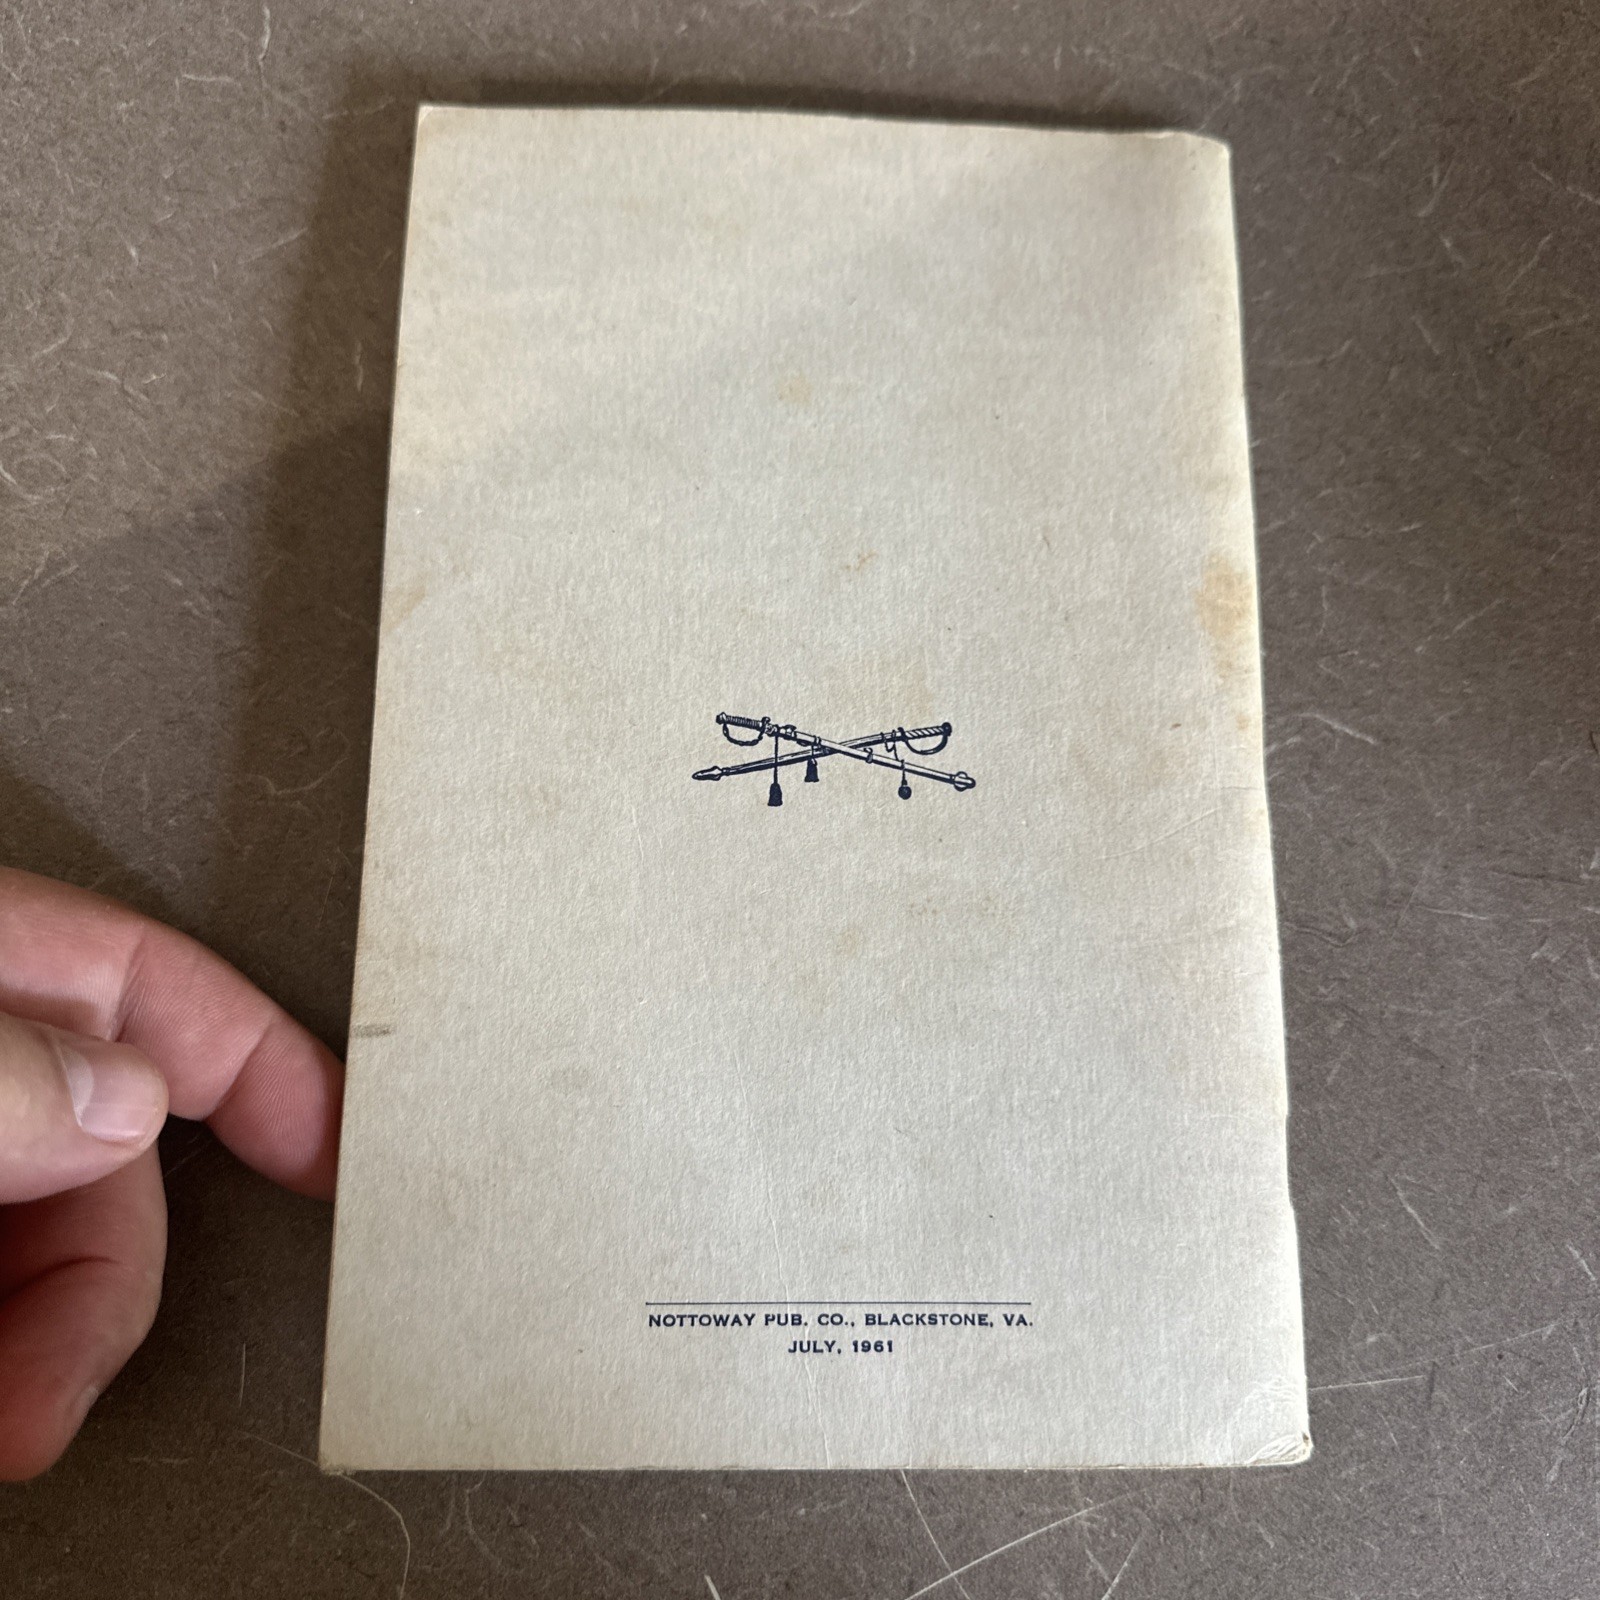 NOTTOWAY PUB. CO., BLACKSTONE, VA.
JULY, 1961